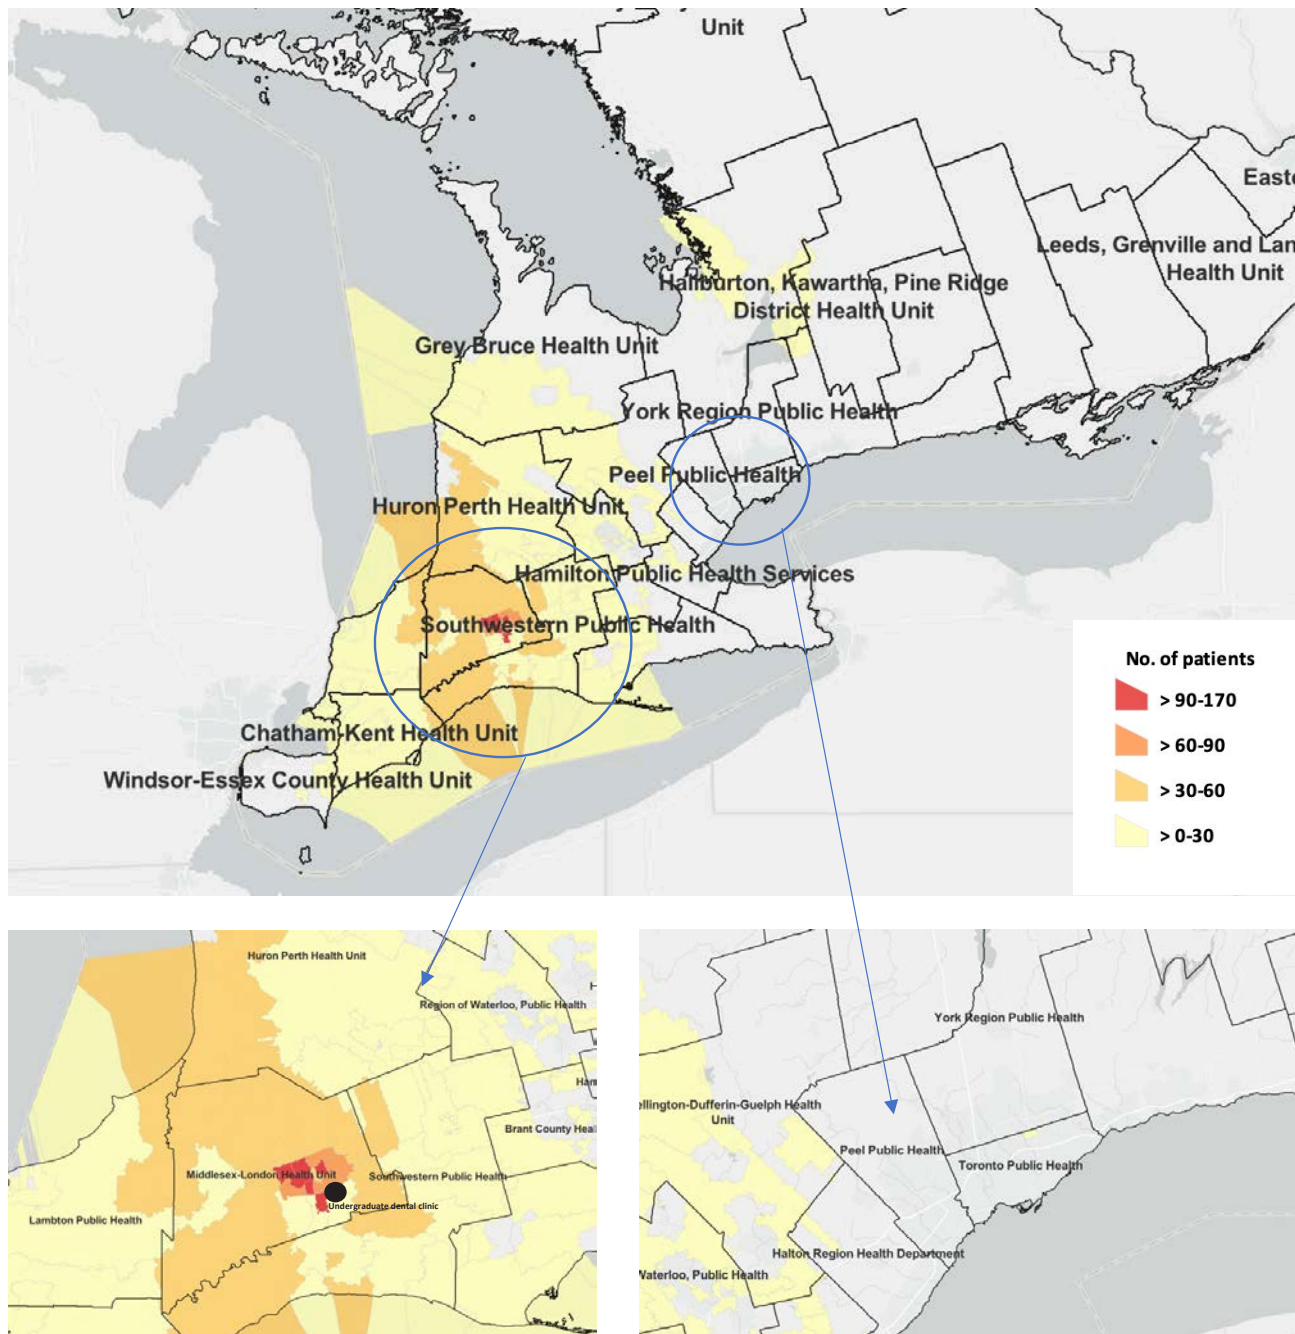 Unit
Easte
Leeds, Grenville and Lan
Health Unit
Haliburton, Kawartha, Pine Ridge
District Health Unit
Grey Bruce Health Unit
York Region Public Health
Peel Public Health
Huron Perth Health Unit
Hamilton Public Health Services
Southwestern Public Health
Chatham-Kent Health Unit
Windsor-Essex County Health Unit
No. of patients
> 90-170
> 60-90
> 30-60
> 0-30
Huron Perth Health Unit
Region of Waterloo, Public Health
H
Ham
Brant County Heal
Middlesex-London Health Unit
Southwestern Public Health
Undergraduate dental clinic
Lambton Public Health
York Region Public Health
ellington-Dufferin-Guelph Health
Unit
Peel Public Health
Toronto Public Health
Halton Region Health Department
Waterloo, Public Health